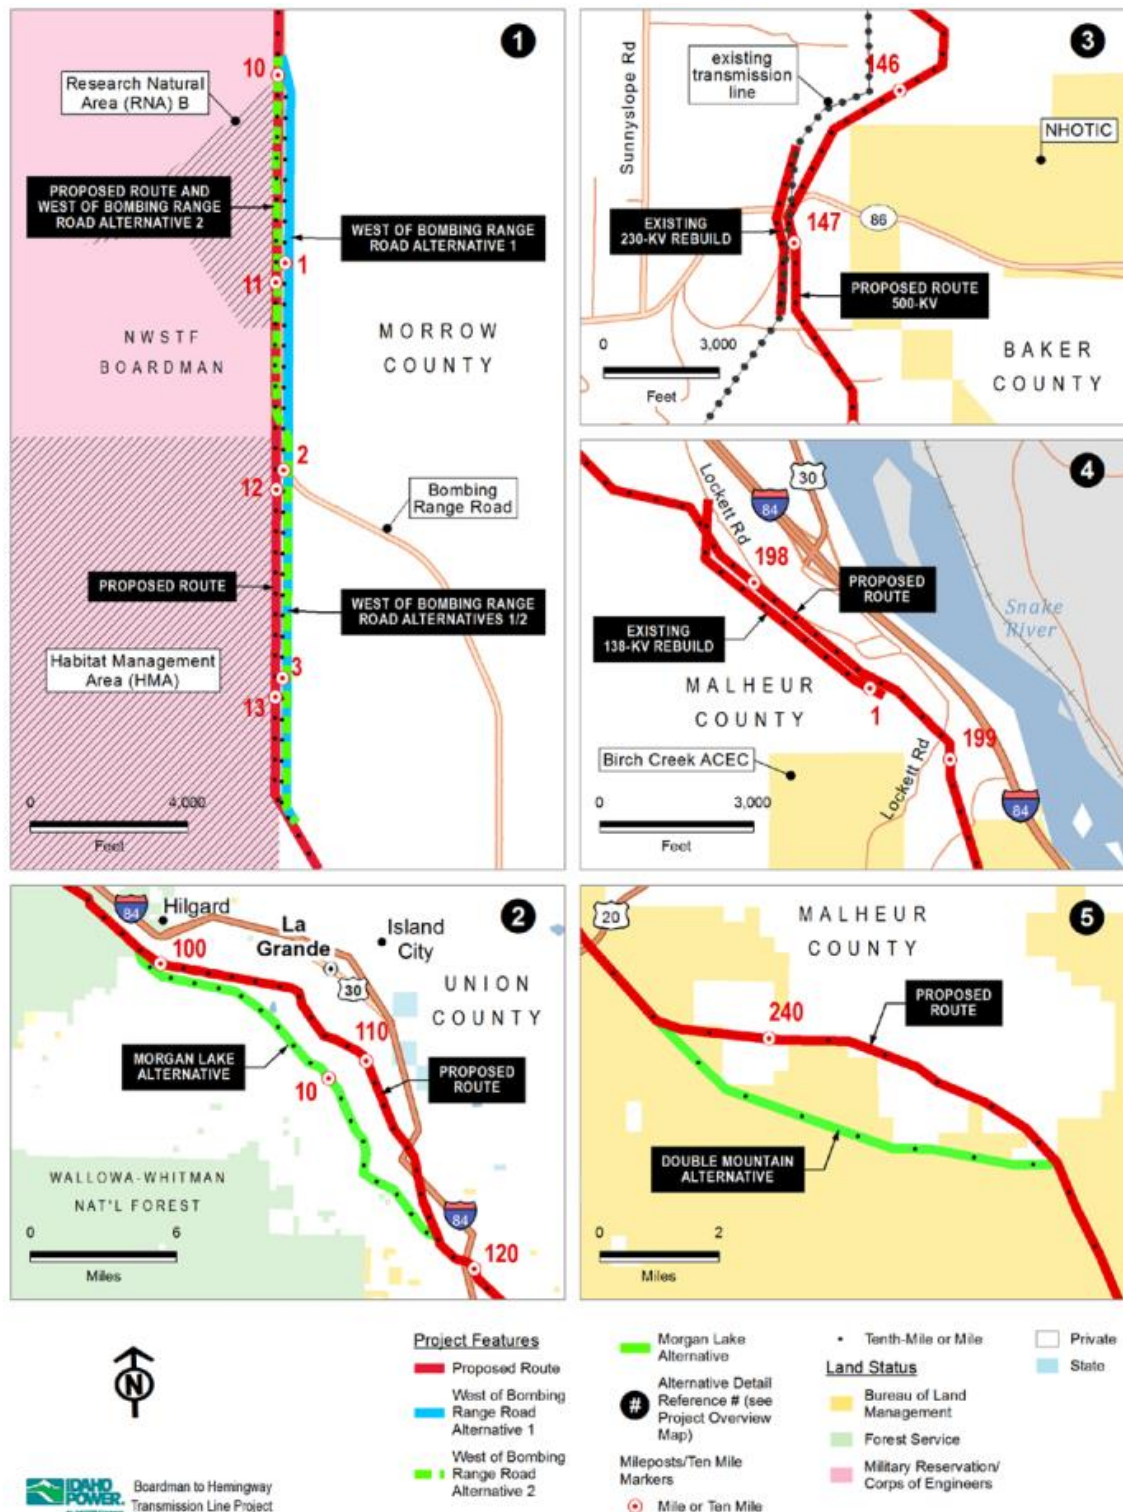 1
10
Research Natural
Area (RNA) B
PROPOSED ROUTE AND
WEST OF BOMBING RANGE
ROAD ALTERNATIVE 2
WEST OF BOMBING RANGE
ROAD ALTERNATIVE 1
1
11
NWSTF
BOARDMAN
MORROW
COUNTY
2
12
Bombing
Range Road
PROPOSED ROUTE
WEST OF BOMBING RANGE
ROAD ALTERNATIVES 1/2
Habitat Management
Area (HMA)
3
13
0 4,000
Feet
3
Sunnyslope Rd
existing
transmission
line
146
NHOTIC
EXISTING
230-KV REBUILD
86
147
PROPOSED ROUTE
500-KV
0 3,000
Feet
BAKER
COUNTY
4
30
84
Lockett Rd
198
PROPOSED
ROUTE
EXISTING
138-KV REBUILD
Snake
River
MALHEUR
COUNTY
1
199
Birch Creek ACEC
Lockett Rd
0 3,000
Feet
84
2
84
Hilgard
La
Grande
Island
City
100
30
UNION
COUNTY
110
MORGAN LAKE
ALTERNATIVE
PROPOSED
ROUTE
10
WALLOWA-WHITMAN
NAT'L FOREST
84
0 6
Miles
120
5
20
MALHEUR
COUNTY
240
PROPOSED
ROUTE
DOUBLE MOUNTAIN
ALTERNATIVE
0 2
Miles
N
IDAHO
POWER.
Boardman to Hemingway
Transmission Line Project
Project Features
Proposed Route
West of Bombing
Range Road
Alternative 1
West of Bombing
Range Road
Alternative 2
Morgan Lake
Alternative
#
Alternative Detail
Reference # (see
Project Overview
Map)
Mileposts/Ten Mile
Markers
Mile or Ten Mile
Tenth-Mile or Mile
Land Status
Bureau of Land
Management
Forest Service
Military Reservation/
Corps of Engineers
Private
State